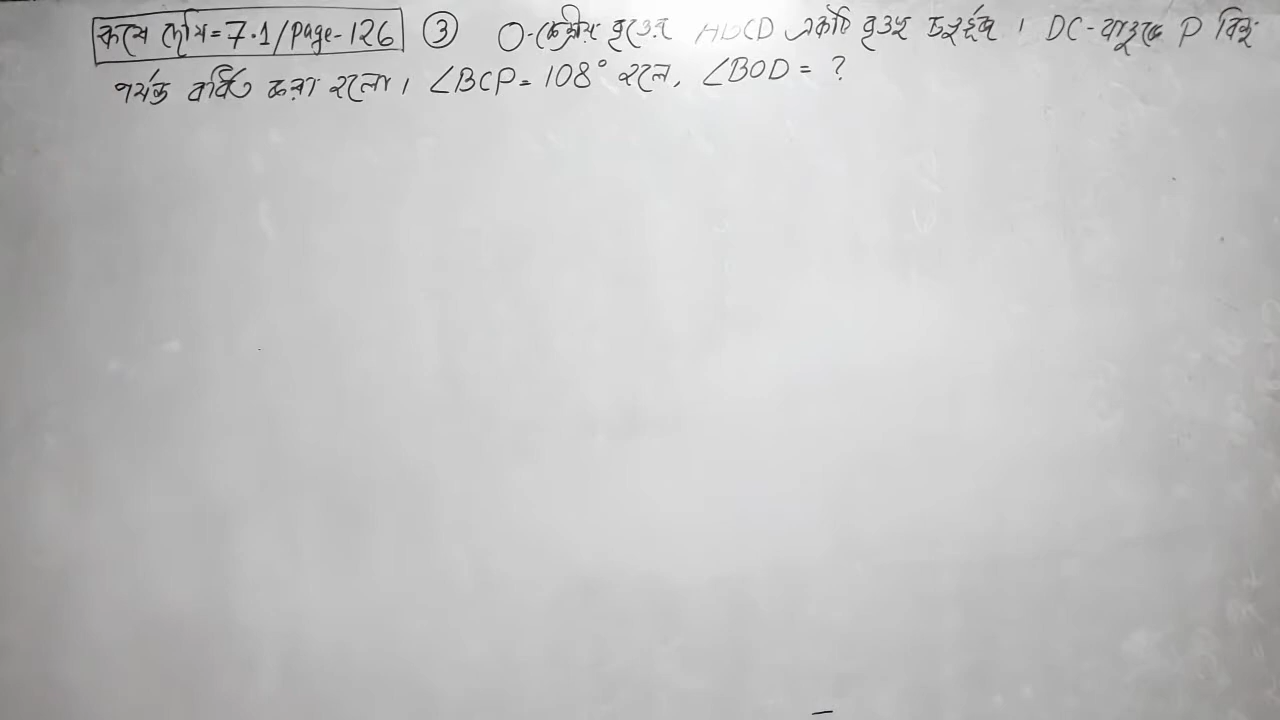 কষে দেখি=7.1/Page-126 ③ O-কেন্দ্রীয় বৃত্তের ABCD একটি বৃত্তস্থ চতুর্ভুজ। DC-বাহুকে P বিন্দু
পর্যন্ত বর্ধিত করা হলো। ∠BCP=108° হলে, ∠BOD = ?